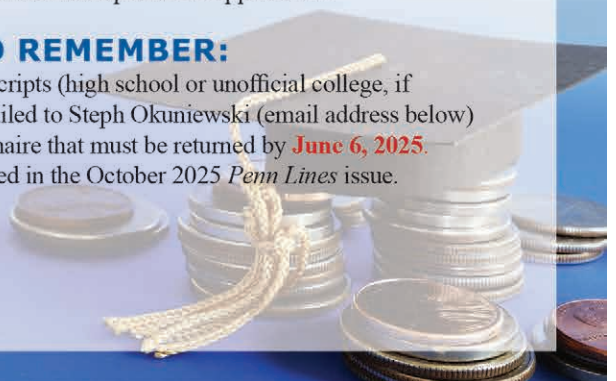 REMEMBER:
cripts (high school or unofficial college, if
iled to Steph Okuniewski (email address below)
naire that must be returned by June 6, 2025.
ed in the October 2025 Penn Lines issue.